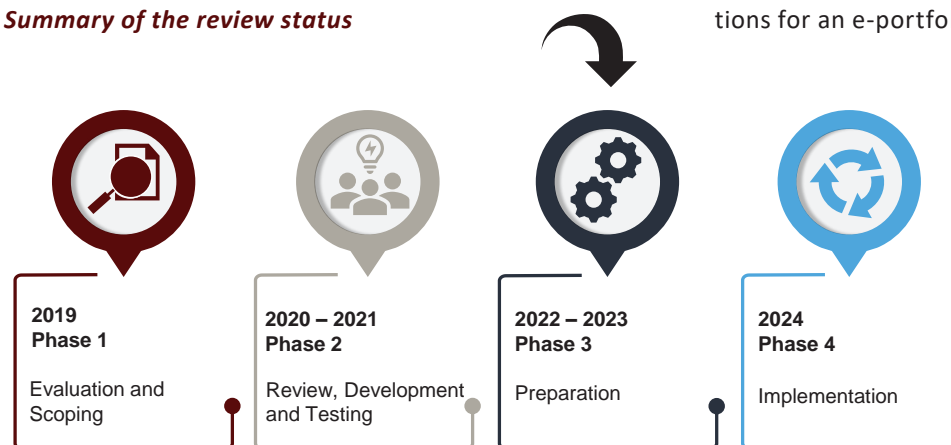 Summary of the review status
tions for an e-portfo
2019
Phase 1
Evaluation and
Scoping
2020 – 2021
Phase 2
Review, Development
and Testing
2022 – 2023
Phase 3
Preparation
2024
Phase 4
Implementation